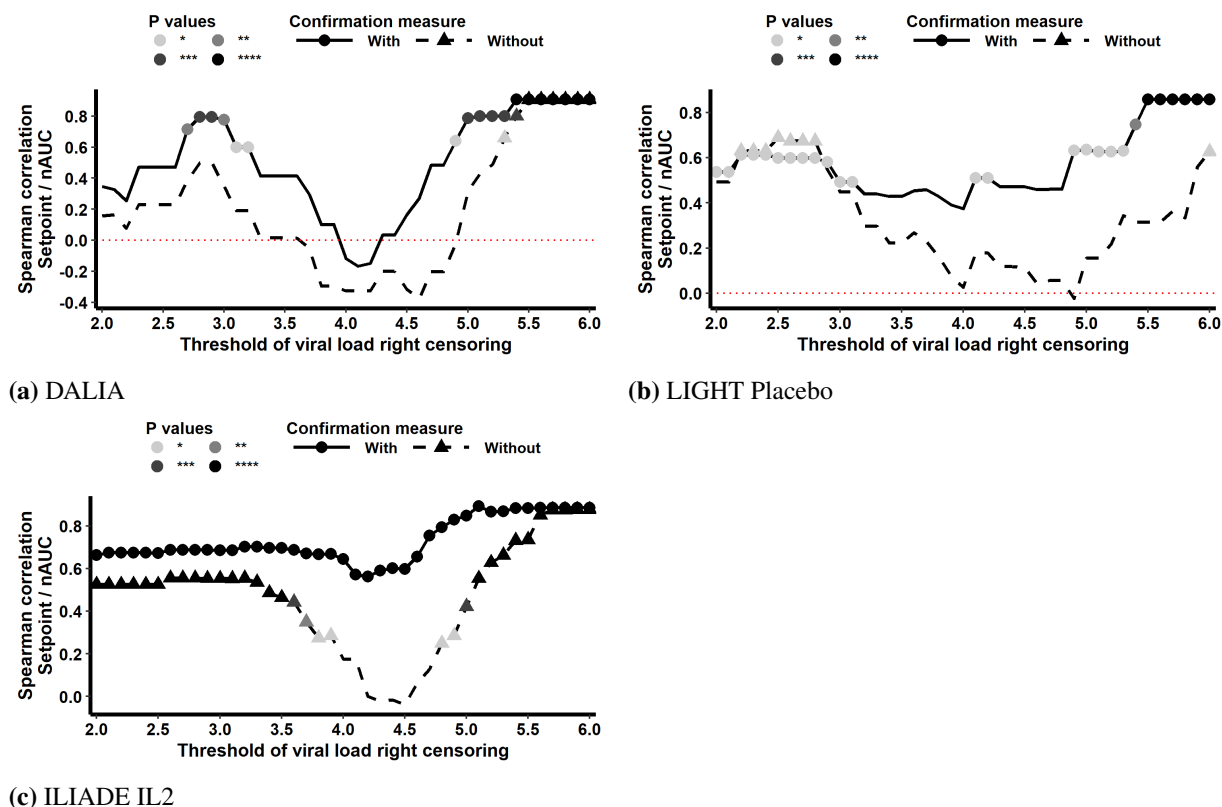 P values Confirmation measure
* ** With Without
*** ****
Spearman correlation
Setpoint / nAUC
0.8
0.6
0.4
0.2
0.0
-0.2
-0.4
2.0 2.5 3.0 3.5 4.0 4.5 5.0 5.5 6.0
Threshold of viral load right censoring
(a) DALIA
P values Confirmation measure
* ** With Without
*** ****
Spearman correlation
Setpoint / nAUC
0.8
0.6
0.4
0.2
0.0
2.0 2.5 3.0 3.5 4.0 4.5 5.0 5.5 6.0
Threshold of viral load right censoring
(b) LIGHT Placebo
P values Confirmation measure
* ** With Without
*** ****
Spearman correlation
Setpoint / nAUC
0.8
0.6
0.4
0.2
0.0
2.0 2.5 3.0 3.5 4.0 4.5 5.0 5.5 6.0
Threshold of viral load right censoring
(c) ILIADE IL2